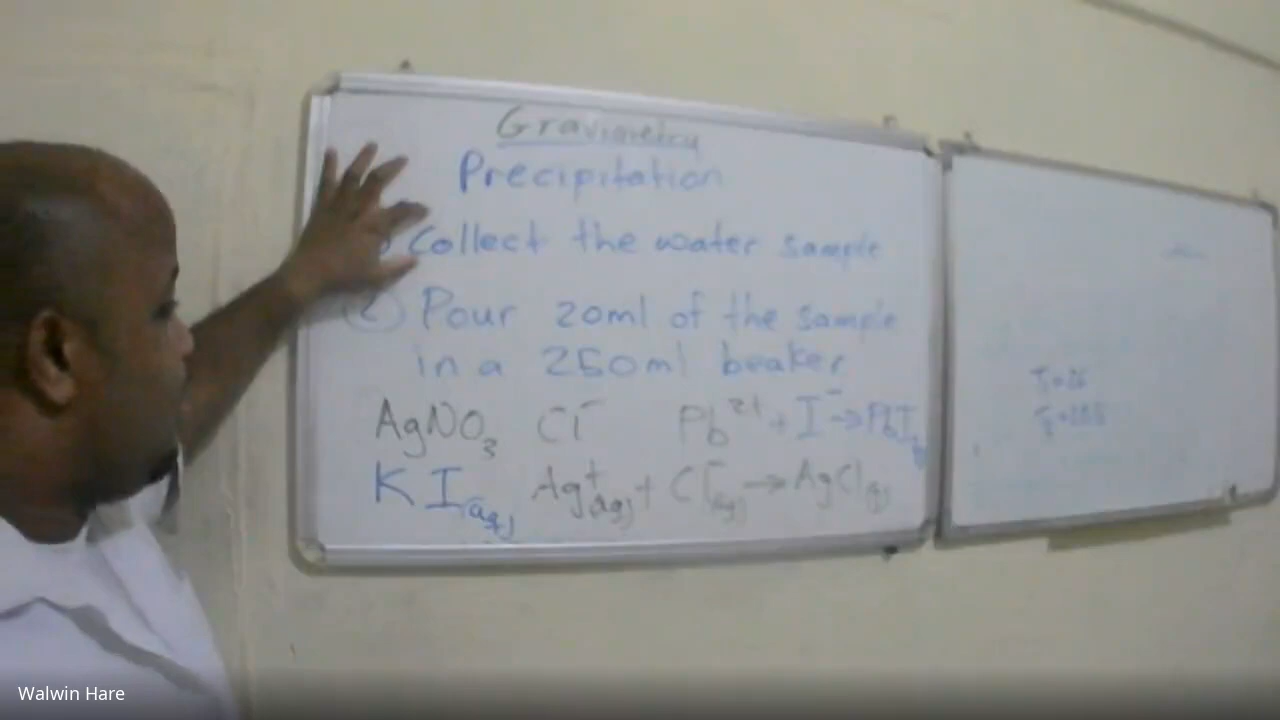 Gravimetry
Precipitation
Collect the water sample
② Pour 20ml of the sample
in a 250ml beaker
AgNO₃ Cl⁻ Pb²⁺ + I⁻ → PbI
KI(aq) Ag⁺(aq) + Cl⁻(aq) → AgCl
Walwin Hare